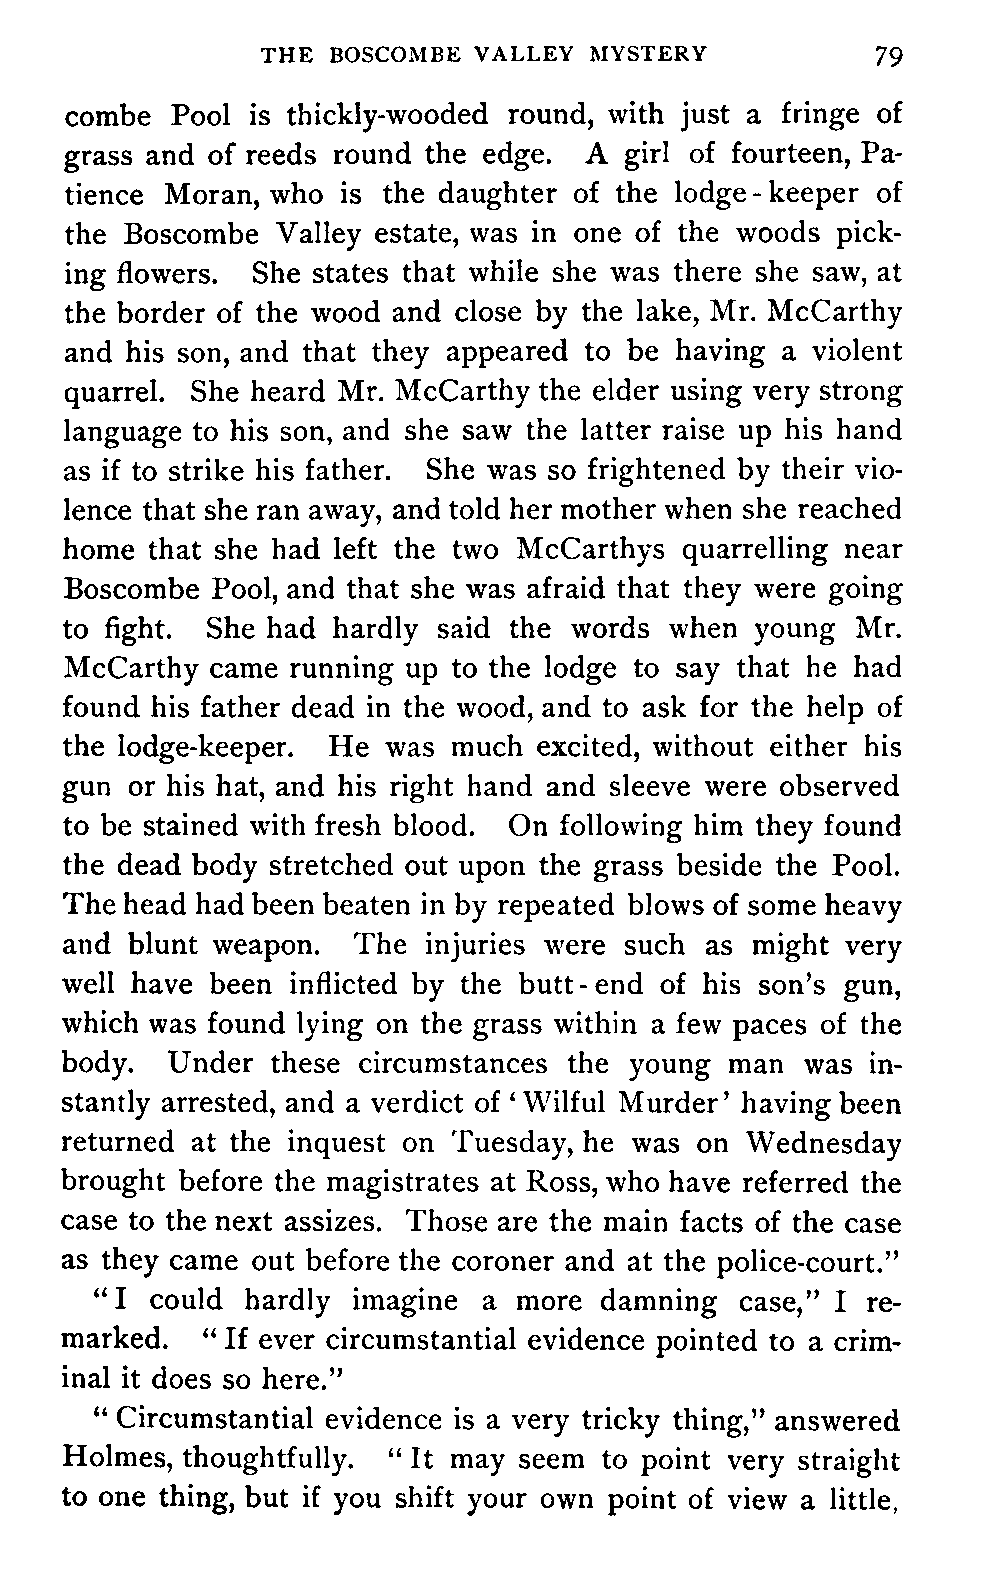 THE BOSCOMBE VALLEY MYSTERY 79
combe Pool is thickly-wooded round, with just a fringe of
grass and of reeds round the edge. A girl of fourteen, Pa-
tience Moran, who is the daughter of the lodge-keeper of
the Boscombe Valley estate, was in one of the woods pick-
ing flowers. She states that while she was there she saw, at
the border of the wood and close by the lake, Mr. McCarthy
and his son, and that they appeared to be having a violent
quarrel. She heard Mr. McCarthy the elder using very strong
language to his son, and she saw the latter raise up his hand
as if to strike his father. She was so frightened by their vio-
lence that she ran away, and told her mother when she reached
home that she had left the two McCarthys quarrelling near
Boscombe Pool, and that she was afraid that they were going
to fight. She had hardly said the words when young Mr.
McCarthy came running up to the lodge to say that he had
found his father dead in the wood, and to ask for the help of
the lodge-keeper. He was much excited, without either his
gun or his hat, and his right hand and sleeve were observed
to be stained with fresh blood. On following him they found
the dead body stretched out upon the grass beside the Pool.
The head had been beaten in by repeated blows of some heavy
and blunt weapon. The injuries were such as might very
well have been inflicted by the butt-end of his son's gun,
which was found lying on the grass within a few paces of the
body. Under these circumstances the young man was in-
stantly arrested, and a verdict of ‘Wilful Murder’ having been
returned at the inquest on Tuesday, he was on Wednesday
brought before the magistrates at Ross, who have referred the
case to the next assizes. Those are the main facts of the case
as they came out before the coroner and at the police-court.”
“I could hardly imagine a more damning case,” I re-
marked. “If ever circumstantial evidence pointed to a crim-
inal it does so here.”
“Circumstantial evidence is a very tricky thing,” answered
Holmes, thoughtfully. “It may seem to point very straight
to one thing, but if you shift your own point of view a little,